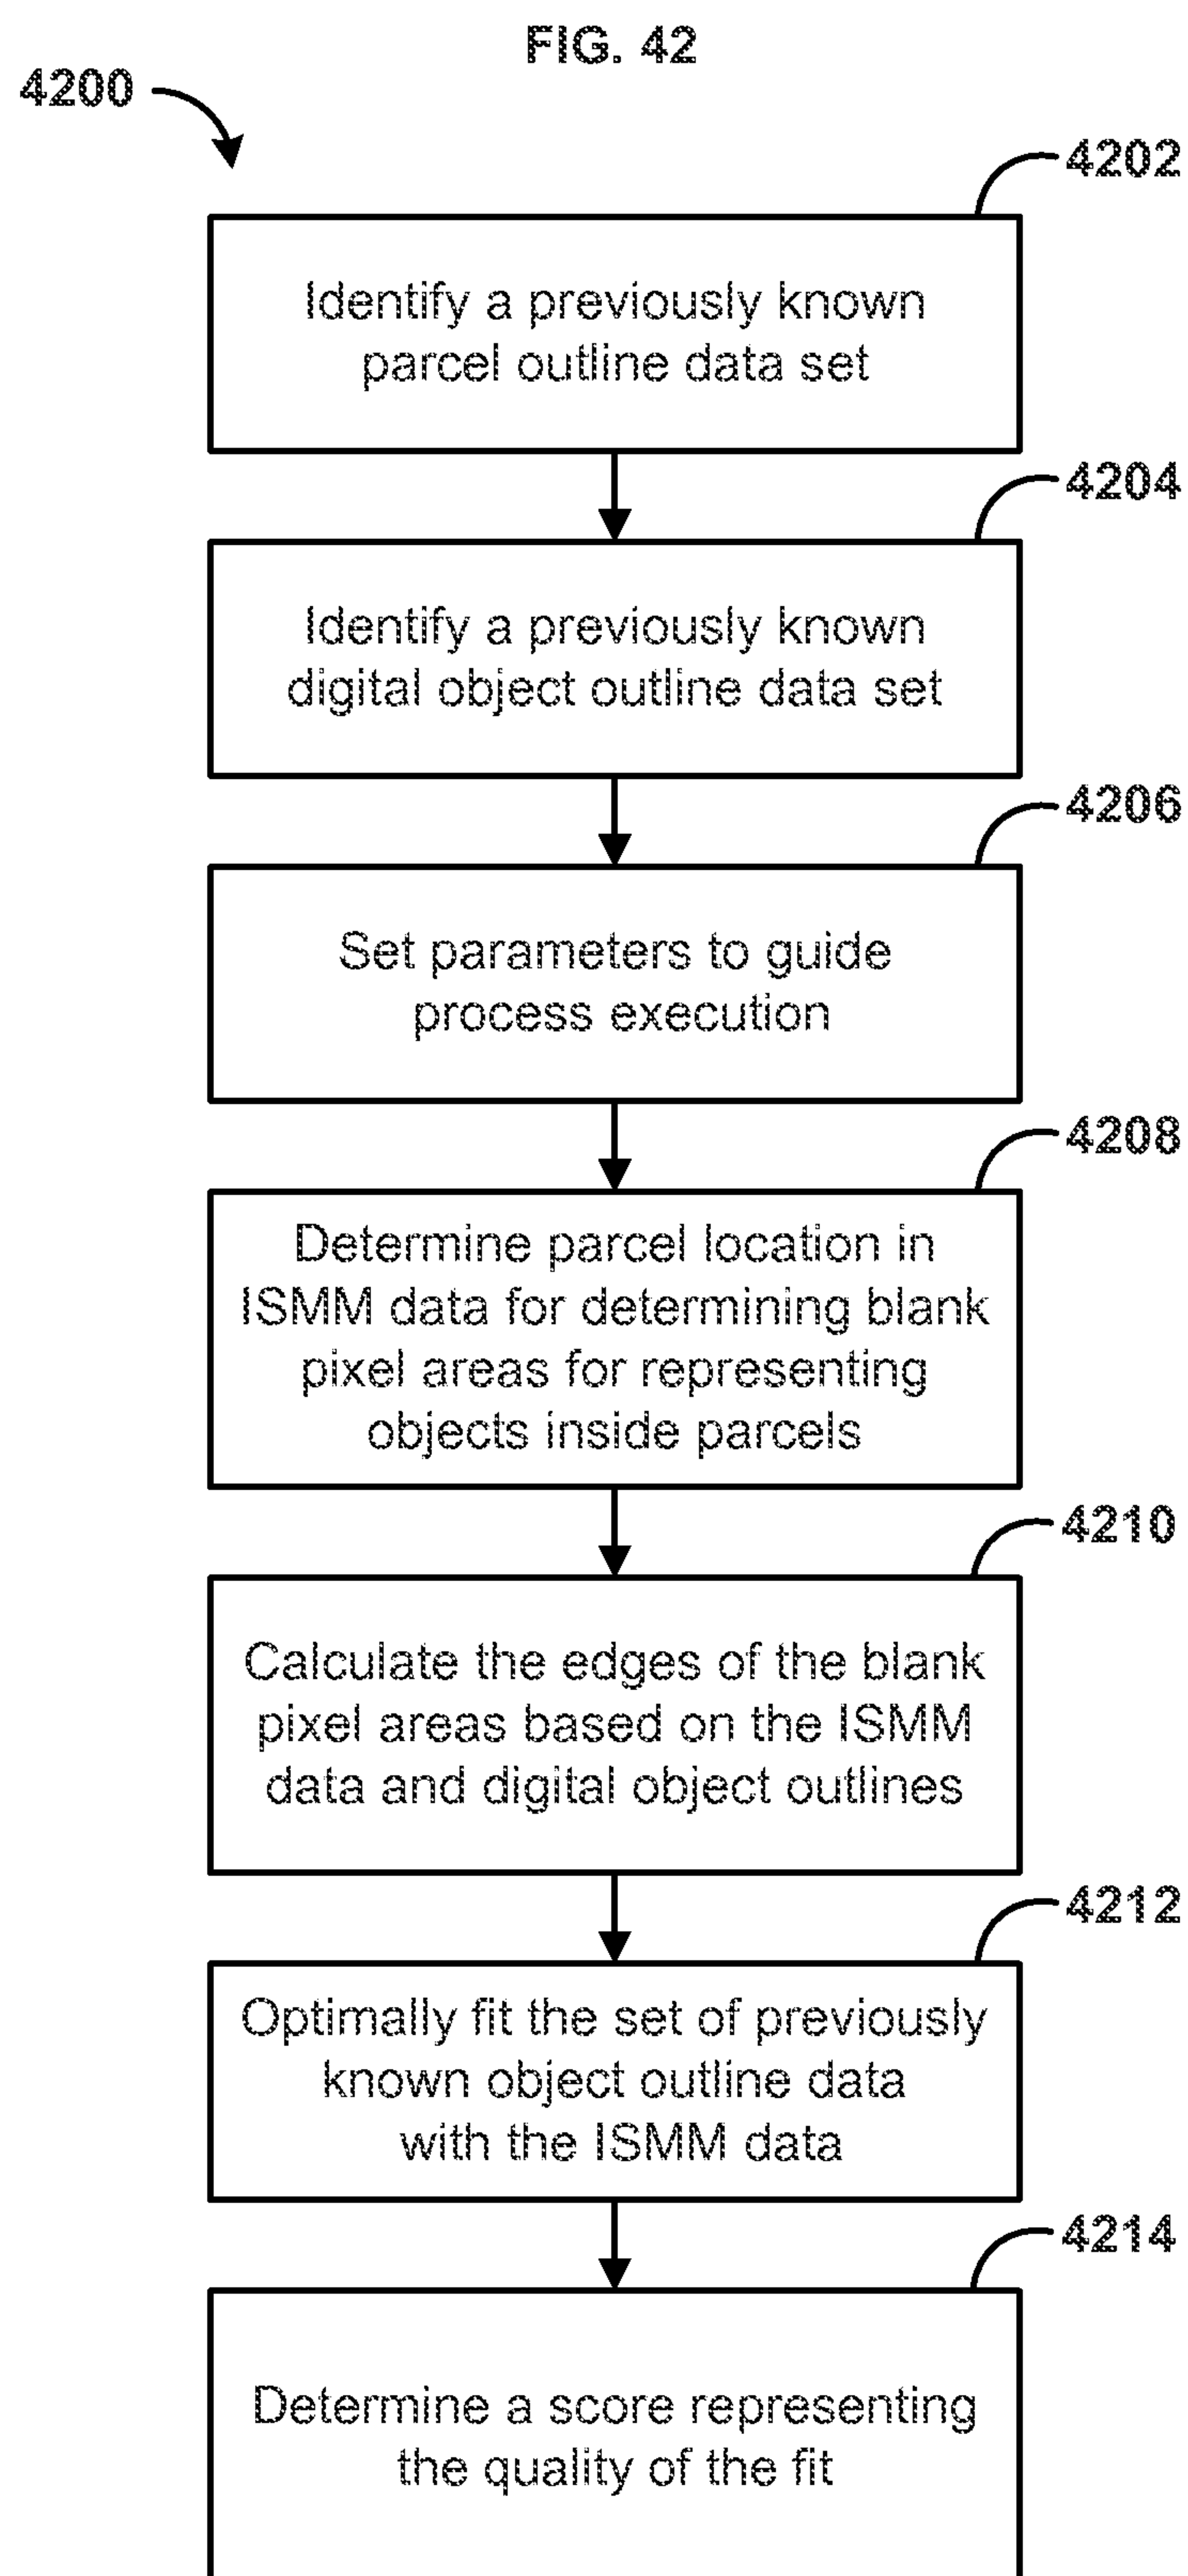 FIG. 42
4200
4202
Identify a previously known
parcel outline data set
4204
Identify a previously known
digital object outline data set
4206
Set parameters to guide
process execution
4208
Determine parcel location in
ISMM data for determining blank
pixel areas for representing
objects inside parcels
4210
Calculate the edges of the blank
pixel areas based on the ISMM
data and digital object outlines
4212
Optimally fit the set of previously
known object outline data
with the ISMM data
4214
Determine a score representing
the quality of the fit